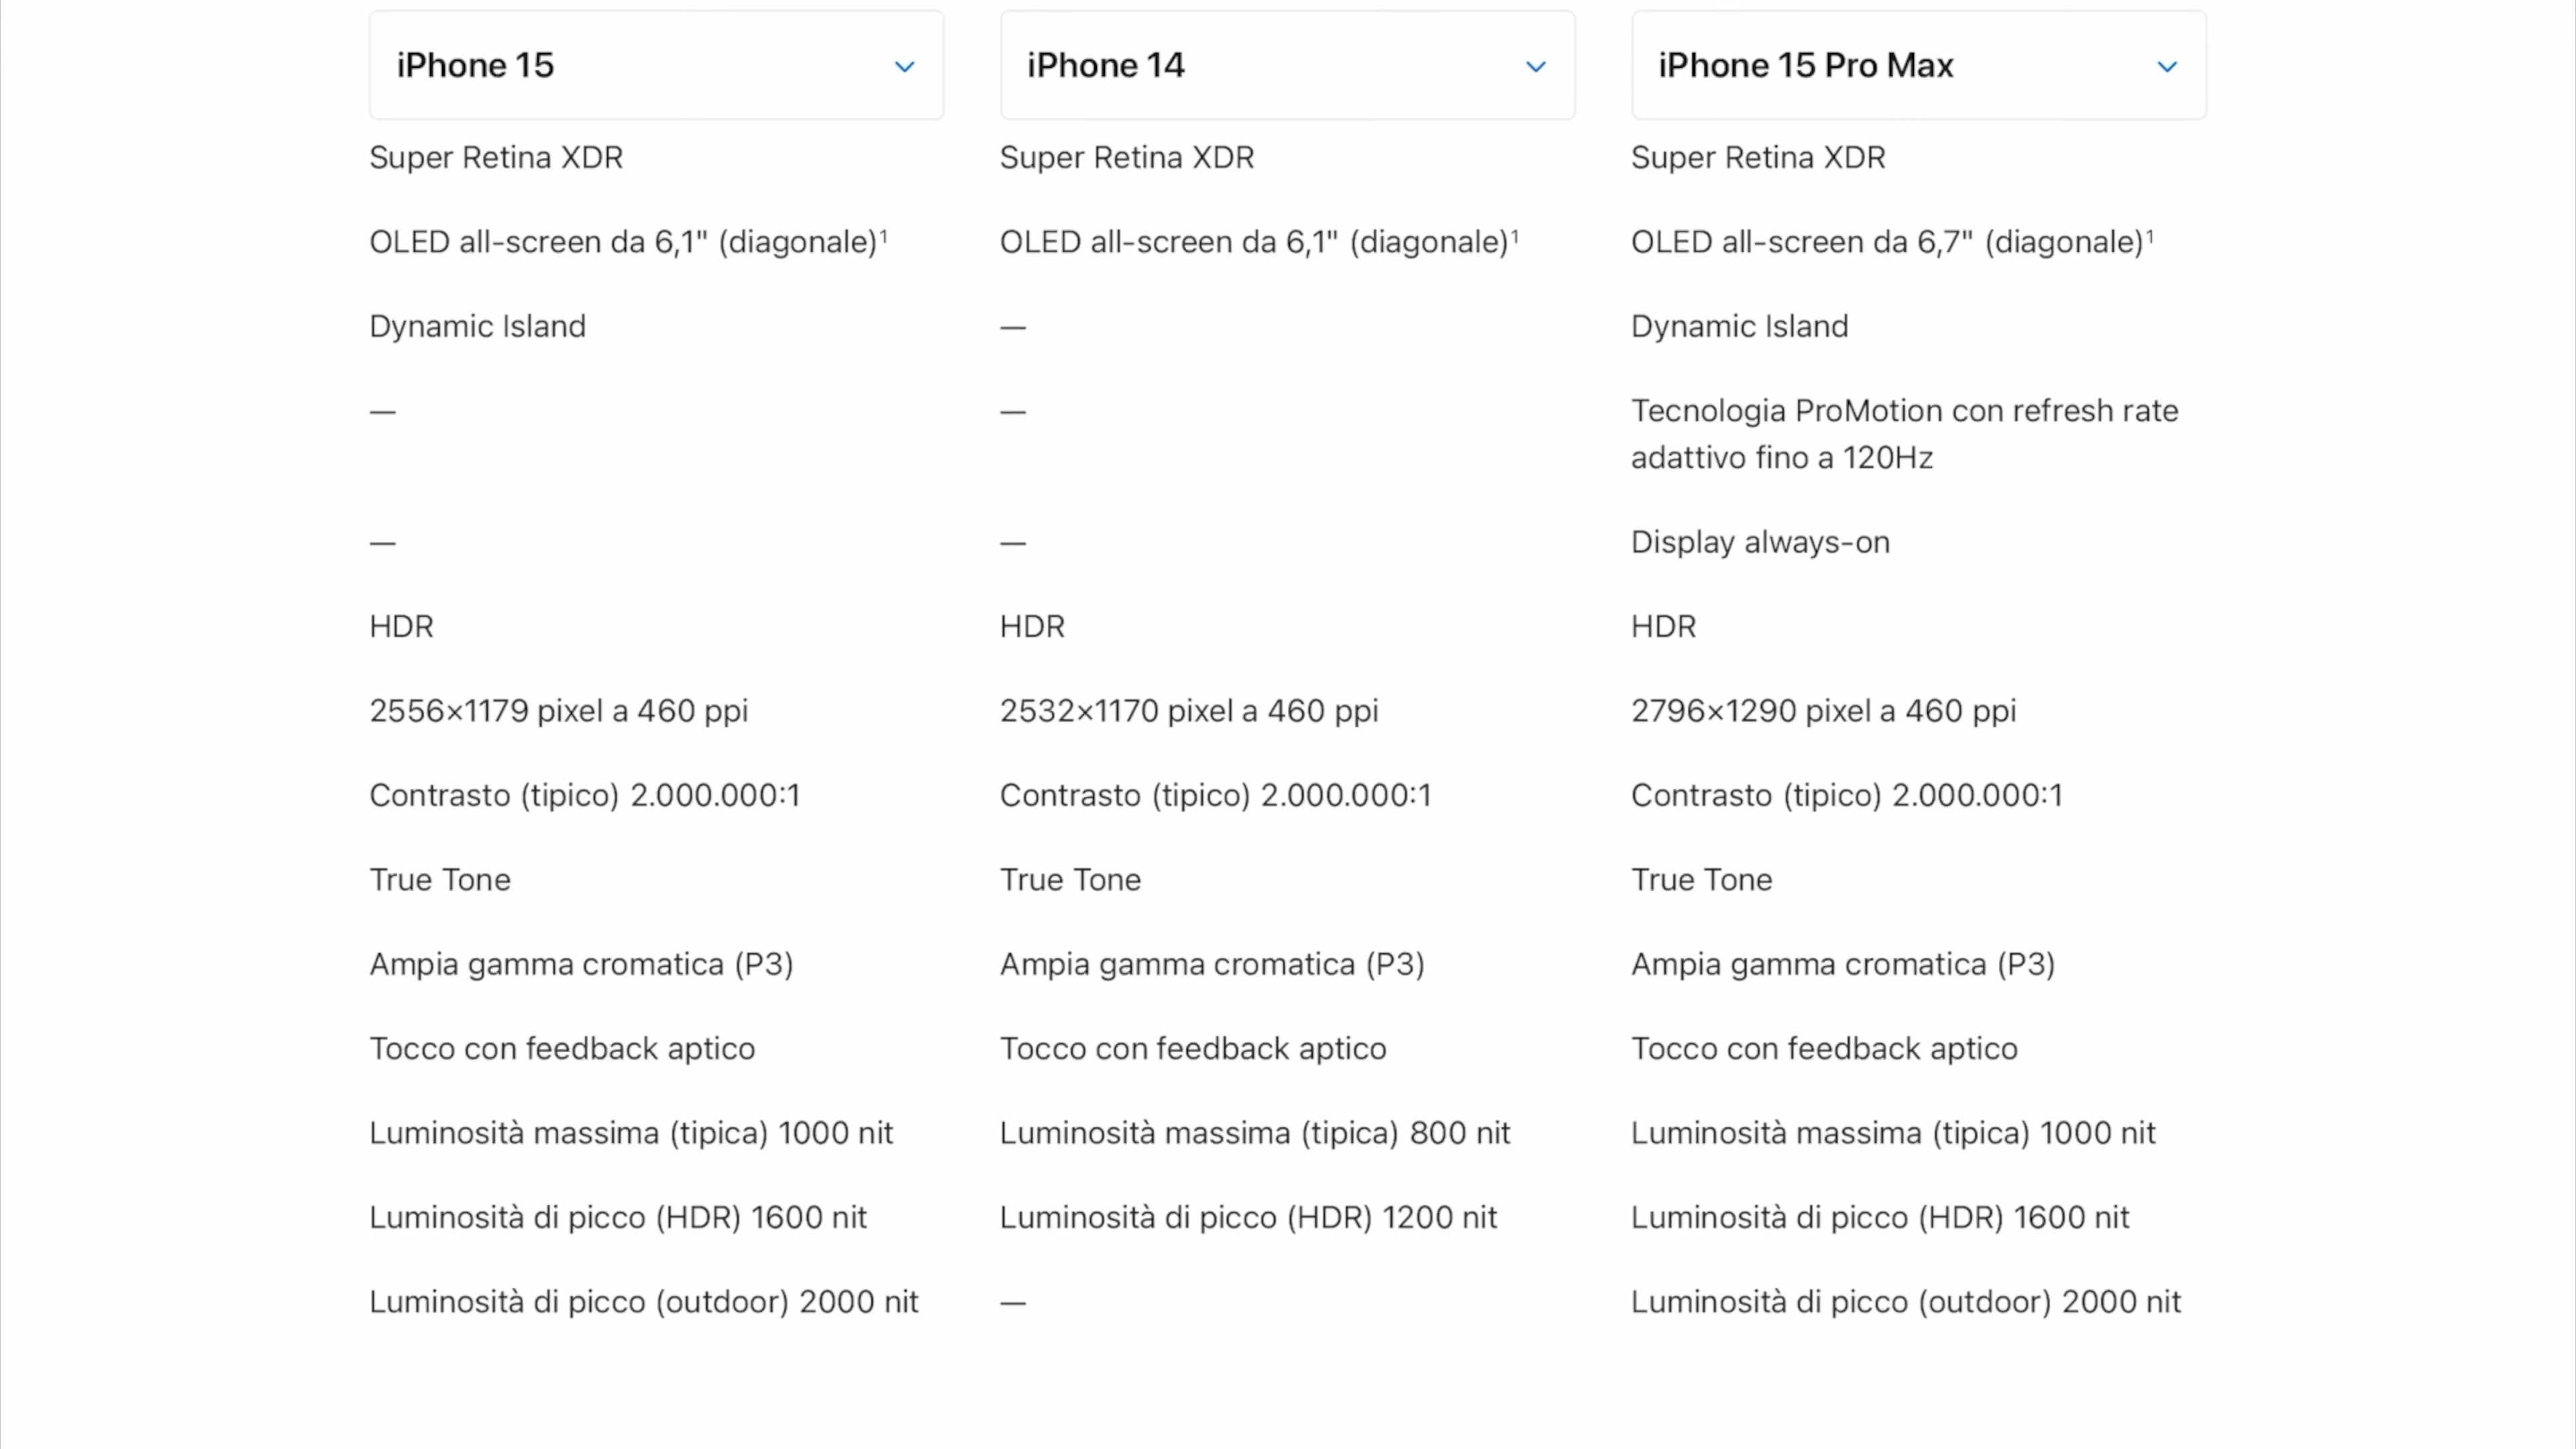 iPhone 15
iPhone 14
iPhone 15 Pro Max
Super Retina XDR
Super Retina XDR
Super Retina XDR
OLED all-screen da 6,1" (diagonale)¹
OLED all-screen da 6,1" (diagonale)¹
OLED all-screen da 6,7" (diagonale)¹
Dynamic Island
—
Dynamic Island
—
—
Tecnologia ProMotion con refresh rate
adattivo fino a 120Hz
—
—
Display always-on
HDR
HDR
HDR
2556×1179 pixel a 460 ppi
2532×1170 pixel a 460 ppi
2796×1290 pixel a 460 ppi
Contrasto (tipico) 2.000.000:1
Contrasto (tipico) 2.000.000:1
Contrasto (tipico) 2.000.000:1
True Tone
True Tone
True Tone
Ampia gamma cromatica (P3)
Ampia gamma cromatica (P3)
Ampia gamma cromatica (P3)
Tocco con feedback aptico
Tocco con feedback aptico
Tocco con feedback aptico
Luminosità massima (tipica) 1000 nit
Luminosità massima (tipica) 800 nit
Luminosità massima (tipica) 1000 nit
Luminosità di picco (HDR) 1600 nit
Luminosità di picco (HDR) 1200 nit
Luminosità di picco (HDR) 1600 nit
Luminosità di picco (outdoor) 2000 nit
—
Luminosità di picco (outdoor) 2000 nit